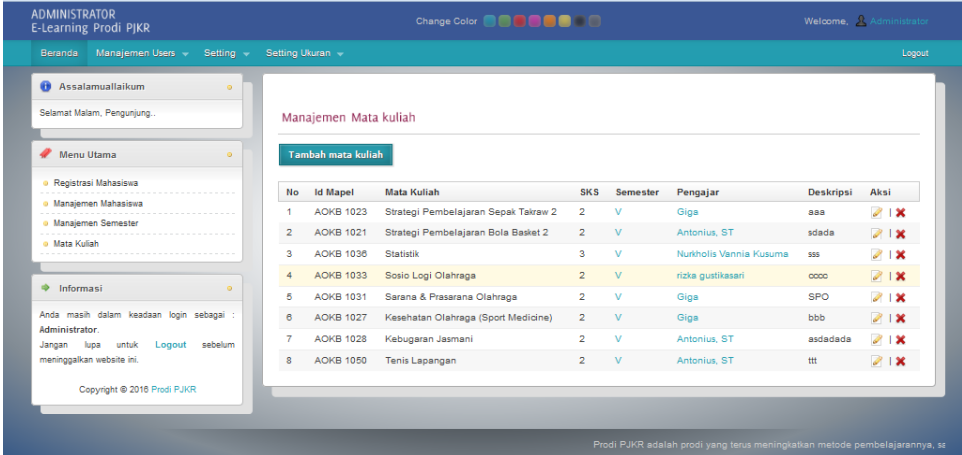 ADMINISTRATOR
E-Learning Prodi PJKR
Change Color
Welcome, Administrator
Beranda Manajemen Users Setting Setting Ukuran Logout
Assalamuallaikum
Selamat Malam, Pengunjung..
Menu Utama
Registrasi Mahasiswa
Manajemen Mahasiswa
Manajemen Semester
Mata Kuliah
Informasi
Anda masih dalam keadaan login sebagai :
Administrator.
Jangan lupa untuk Logout sebelum
meninggalkan website ini.
Copyright © 2016 Prodi PJKR
Manajemen Mata kuliah
Tambah mata kuliah
No Id Mapel Mata Kuliah SKS Semester Pengajar Deskripsi Aksi
1 AOKB 1023 Strategi Pembelajaran Sepak Takraw 2 2 V Giga aaa |
2 AOKB 1021 Strategi Pembelajaran Bola Basket 2 2 V Antonius, ST sdada |
3 AOKB 1036 Statistik 3 V Nurkholis Vannia Kusuma sss |
4 AOKB 1033 Sosio Logi Olahraga 2 V rizka gustikasari cccc |
5 AOKB 1031 Sarana & Prasarana Olahraga 2 V Giga SPO |
6 AOKB 1027 Kesehatan Olahraga (Sport Medicine) 2 V Giga bbb |
7 AOKB 1028 Kebugaran Jasmani 2 V Antonius, ST asdadada |
8 AOKB 1050 Tenis Lapangan 2 V Antonius, ST ttt |
Prodi PJKR adalah prodi yang terus meningkatkan metode pembelajarannya, sa